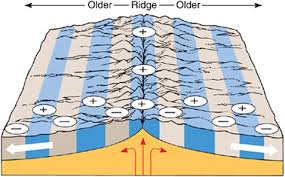 Older — Ridge — Older
+
+
+ + + + + + +
− − − − − −